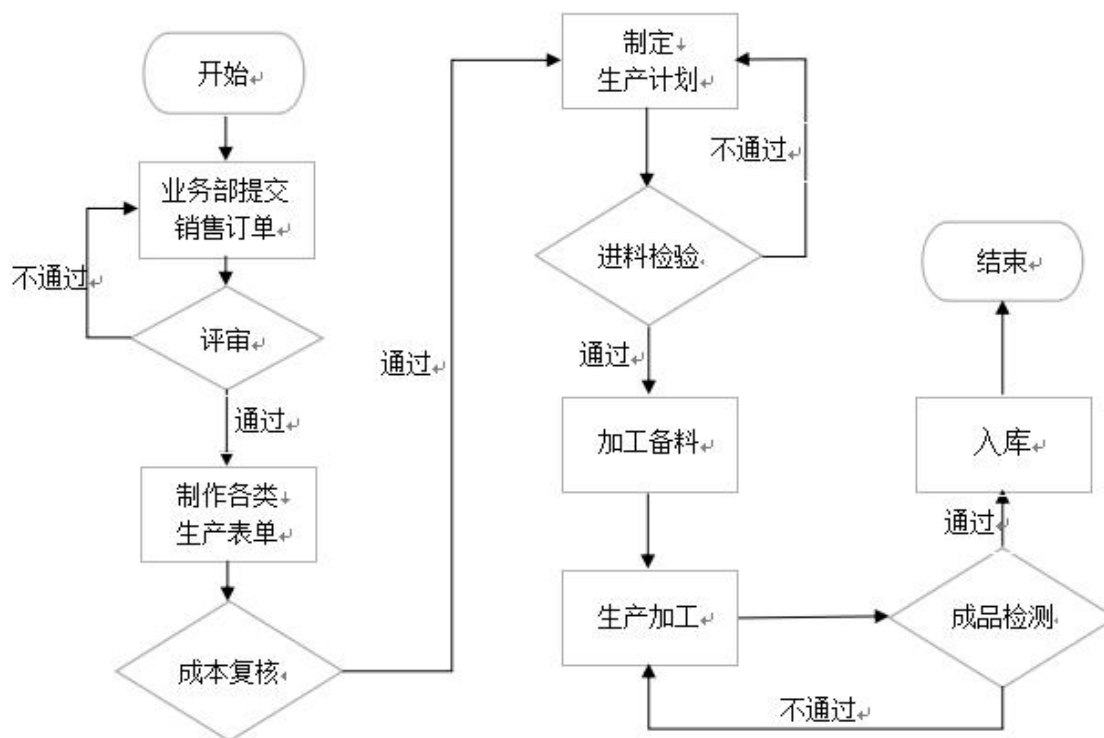 开始
业务部提交
销售订单
不通过
评审
通过
制作各类
生产表单
成本复核
通过
制定
生产计划
不通过
进料检验
通过
加工备料
生产加工
不通过
成品检测
通过
入库
结束